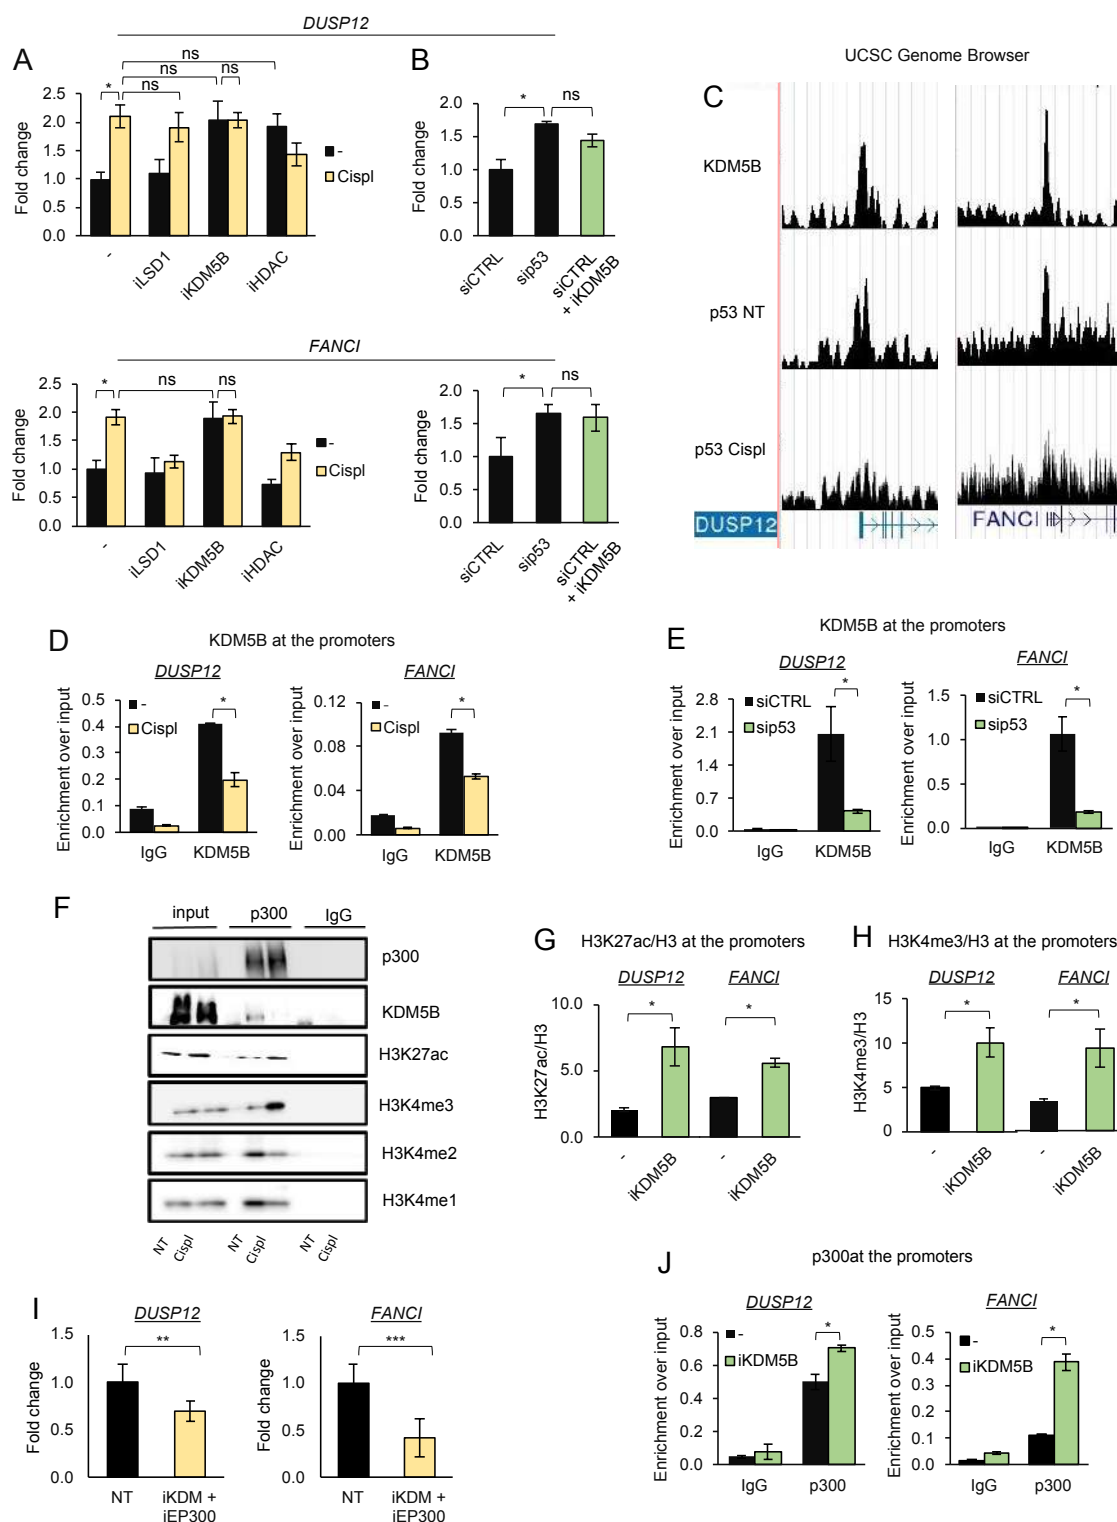 DUSP12
A
ns
ns
ns
*
ns
2.5
2.0
1.5
1.0
0.5
0.0
Fold change
-
Cispl
-
iLSD1
iKDM5B
iHDAC
B
*
ns
2.0
1.5
1.0
0.5
0.0
Fold change
siCTRL
sip53
siCTRL
+ iKDM5B
FANCI
*
ns
ns
2.5
2.0
1.5
1.0
0.5
0.0
Fold change
-
Cispl
-
iLSD1
iKDM5B
iHDAC
*
ns
2.0
1.5
1.0
0.5
0.0
Fold change
siCTRL
sip53
siCTRL
+ iKDM5B
UCSC Genome Browser
C
KDM5B
p53 NT
p53 Cispl
DUSP12
FANCI
D
KDM5B at the promoters
DUSP12
0.5
0.4
0.3
0.2
0.1
0.0
Enrichment over input
-
Cispl
*
IgG
KDM5B
FANCI
0.12
0.08
0.04
0.00
Enrichment over input
-
Cispl
*
IgG
KDM5B
E
KDM5B at the promoters
DUSP12
2.8
2.1
1.4
0.7
0.0
Enrichment over input
siCTRL
sip53
*
IgG
KDM5B
FANCI
1.5
1.0
0.5
0.0
Enrichment over input
siCTRL
sip53
*
IgG
KDM5B
F
input
p300
IgG
p300
KDM5B
H3K27ac
H3K4me3
H3K4me2
H3K4me1
NT
Cispl
NT
Cispl
NT
Cispl
G
H3K27ac/H3 at the promoters
DUSP12
FANCI
10.0
5.0
0.0
H3K27ac/H3
*
*
-
iKDM5B
-
iKDM5B
H
H3K4me3/H3 at the promoters
DUSP12
FANCI
15
10
5
0
H3K4me3/H3
*
*
-
iKDM5B
-
iKDM5B
I
DUSP12
1.5
1.0
0.5
0.0
Fold change
**
NT
iKDM +
iEP300
FANCI
1.5
1.0
0.5
0.0
Fold change
***
NT
iKDM +
iEP300
J
p300at the promoters
DUSP12
0.8
0.6
0.4
0.2
0.0
Enrichment over input
-
iKDM5B
*
IgG
p300
FANCI
0.5
0.4
0.3
0.2
0.1
0.0
Enrichment over input
-
iKDM5B
*
IgG
p300